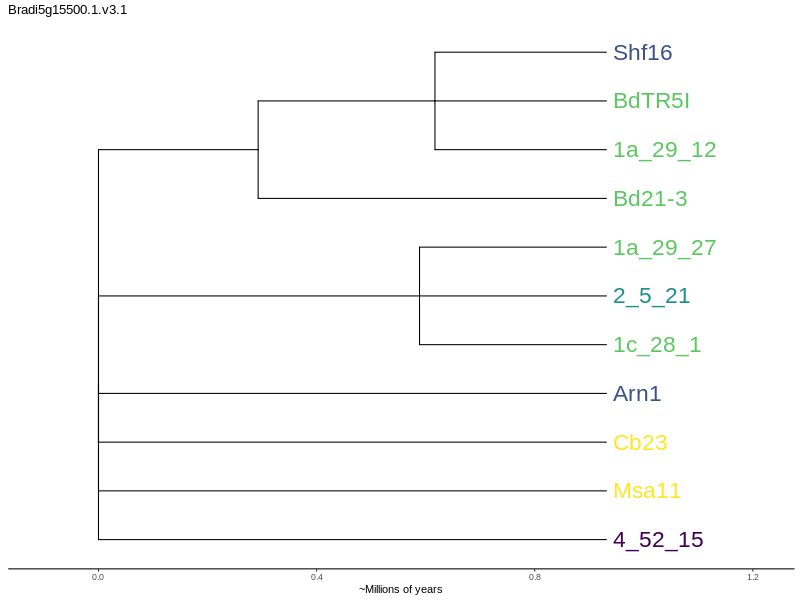 Bradi5g15500.1.v3.1
Shf16
BdTR5I
1a_29_12
Bd21-3
1a_29_27
2_5_21
1c_28_1
Arn1
Cb23
Msa11
4_52_15
0.0 0.4 0.8 1.2
~Millions of years